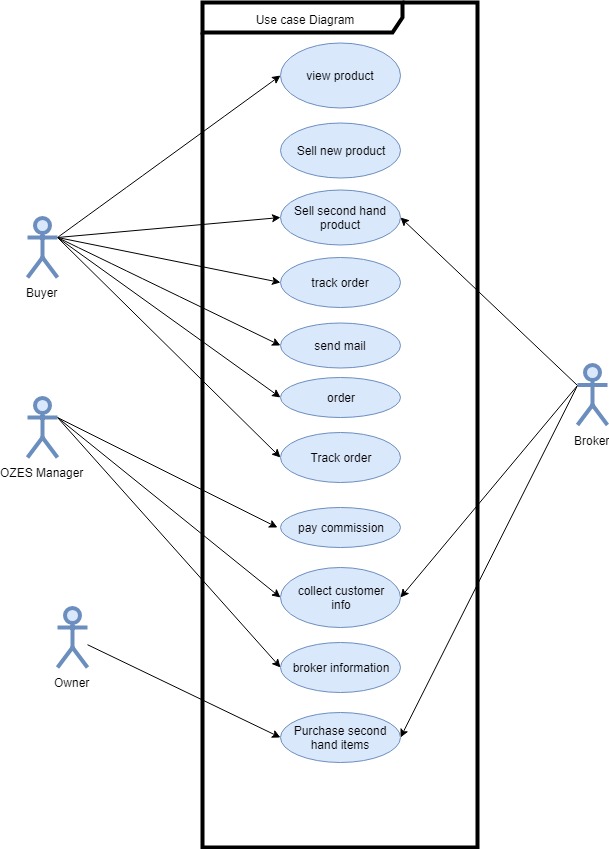 Use case Diagram
view product
Sell new product
Sell second hand
product
Buyer
track order
send mail
order
Broker
OZES Manager
Track order
pay commission
collect customer
info
Owner
broker information
Purchase second
hand items